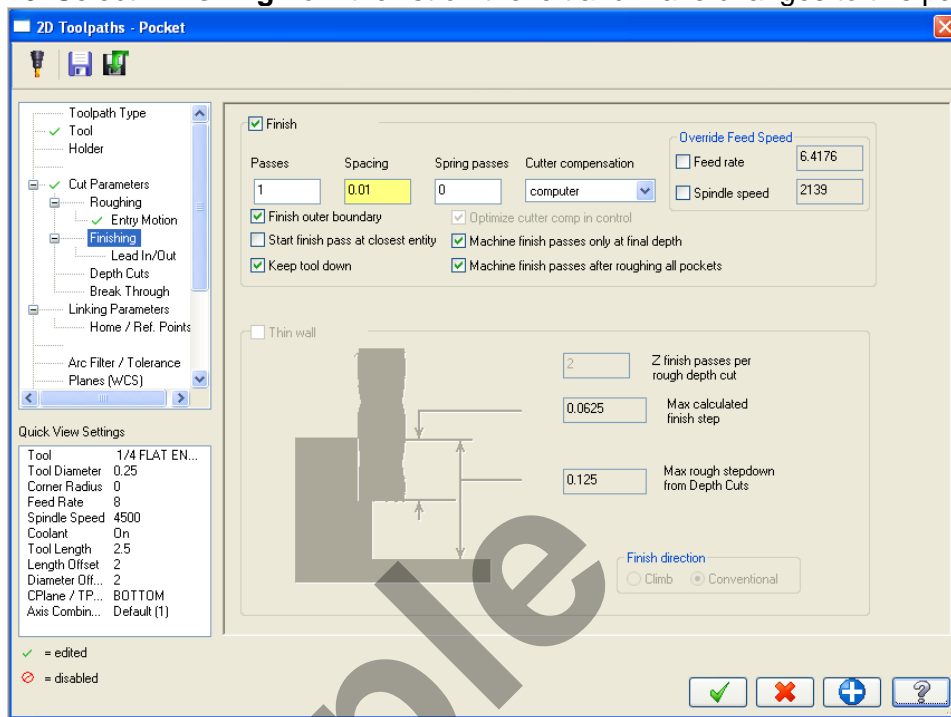 2D Toolpaths - Pocket
Toolpath Type
Tool
Holder
Cut Parameters
Roughing
Entry Motion
Finishing
Lead In/Out
Depth Cuts
Break Through
Linking Parameters
Home / Ref. Points
Arc Filter / Tolerance
Planes (WCS)
Quick View Settings
Tool 1/4 FLAT EN...
Tool Diameter 0.25
Corner Radius 0
Feed Rate 8
Spindle Speed 4500
Coolant On
Tool Length 2.5
Length Offset 2
Diameter Off... 2
CPlane / TP... BOTTOM
Axis Combin... Default (1)
= edited
= disabled
Finish
Override Feed Speed
Passes Spacing Spring passes Cutter compensation
Feed rate 6.4176
1 0.01 0 computer
Spindle speed 2139
Finish outer boundary
Optimize cutter comp in control
Start finish pass at closest entity
Machine finish passes only at final depth
Keep tool down
Machine finish passes after roughing all pockets
Thin wall
2 Z finish passes per
rough depth cut
0.0625 Max calculated
finish step
0.125 Max rough stepdown
from Depth Cuts
Finish direction
Climb Conventional
ple